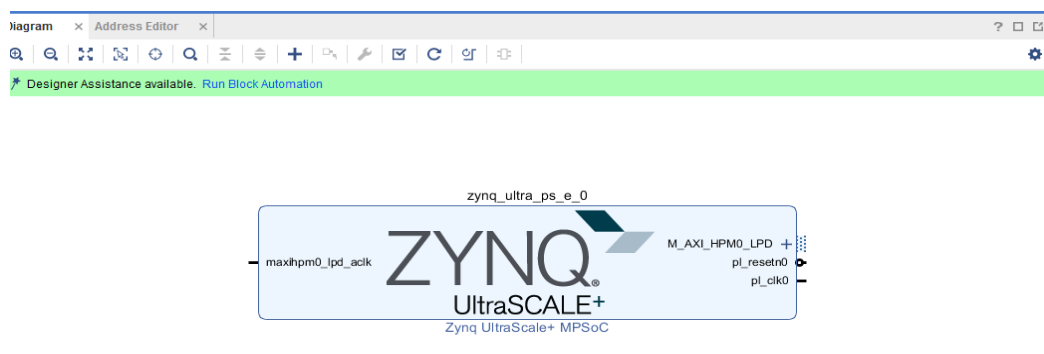 Diagram × Address Editor × ?
Designer Assistance available. Run Block Automation
zynq_ultra_ps_e_0
M_AXI_HPM0_LPD
maxihpm0_lpd_aclk
pl_resetn0
pl_clk0
ZYNQ
UltraSCALE+
Zynq UltraScale+ MPSoC